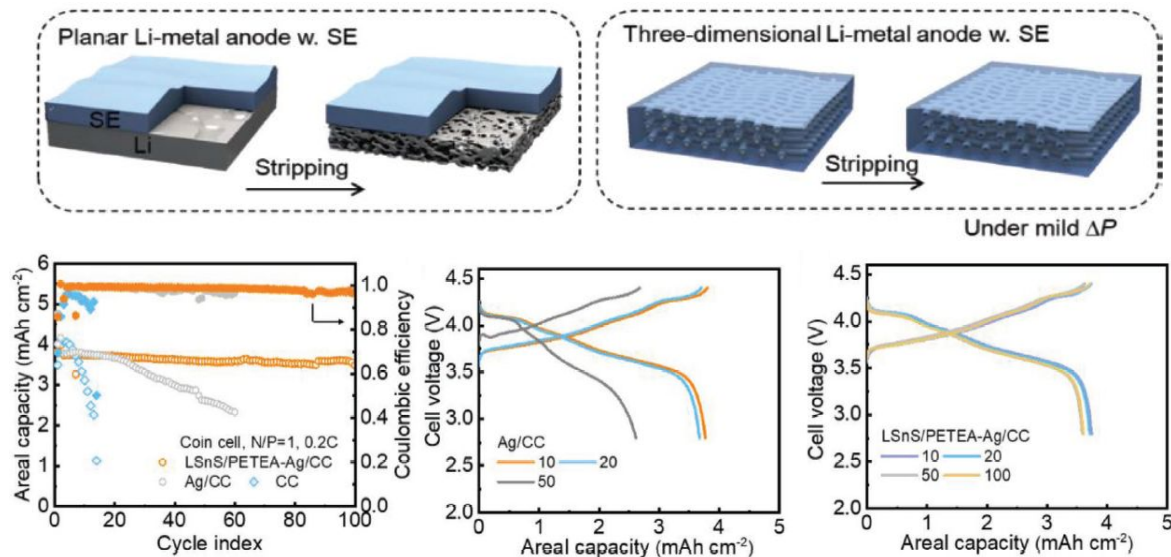 Planar Li-metal anode w. SE
SE
Li
Stripping
Three-dimensional Li-metal anode w. SE
Stripping
Under mild ΔP
Areal capacity (mAh cm⁻²)
6
5
4
3
2
1
0
Coin cell, N/P=1, 0.2C
LSnS/PETEA-Ag/CC
Ag/CC CC
0 20 40 60 80 100
Cycle index
1.0
0.8
0.6
0.4
0.2
0.0
Coulombic efficiency
Cell voltage (V)
4.5
4.0
3.5
3.0
2.5
2.0
Ag/CC
10 20
50
0 1 2 3 4 5
Areal capacity (mAh cm⁻²)
Cell voltage (V)
4.5
4.0
3.5
3.0
2.5
2.0
LSnS/PETEA-Ag/CC
10 20
50 100
0 1 2 3 4 5
Areal capacity (mAh cm⁻²)